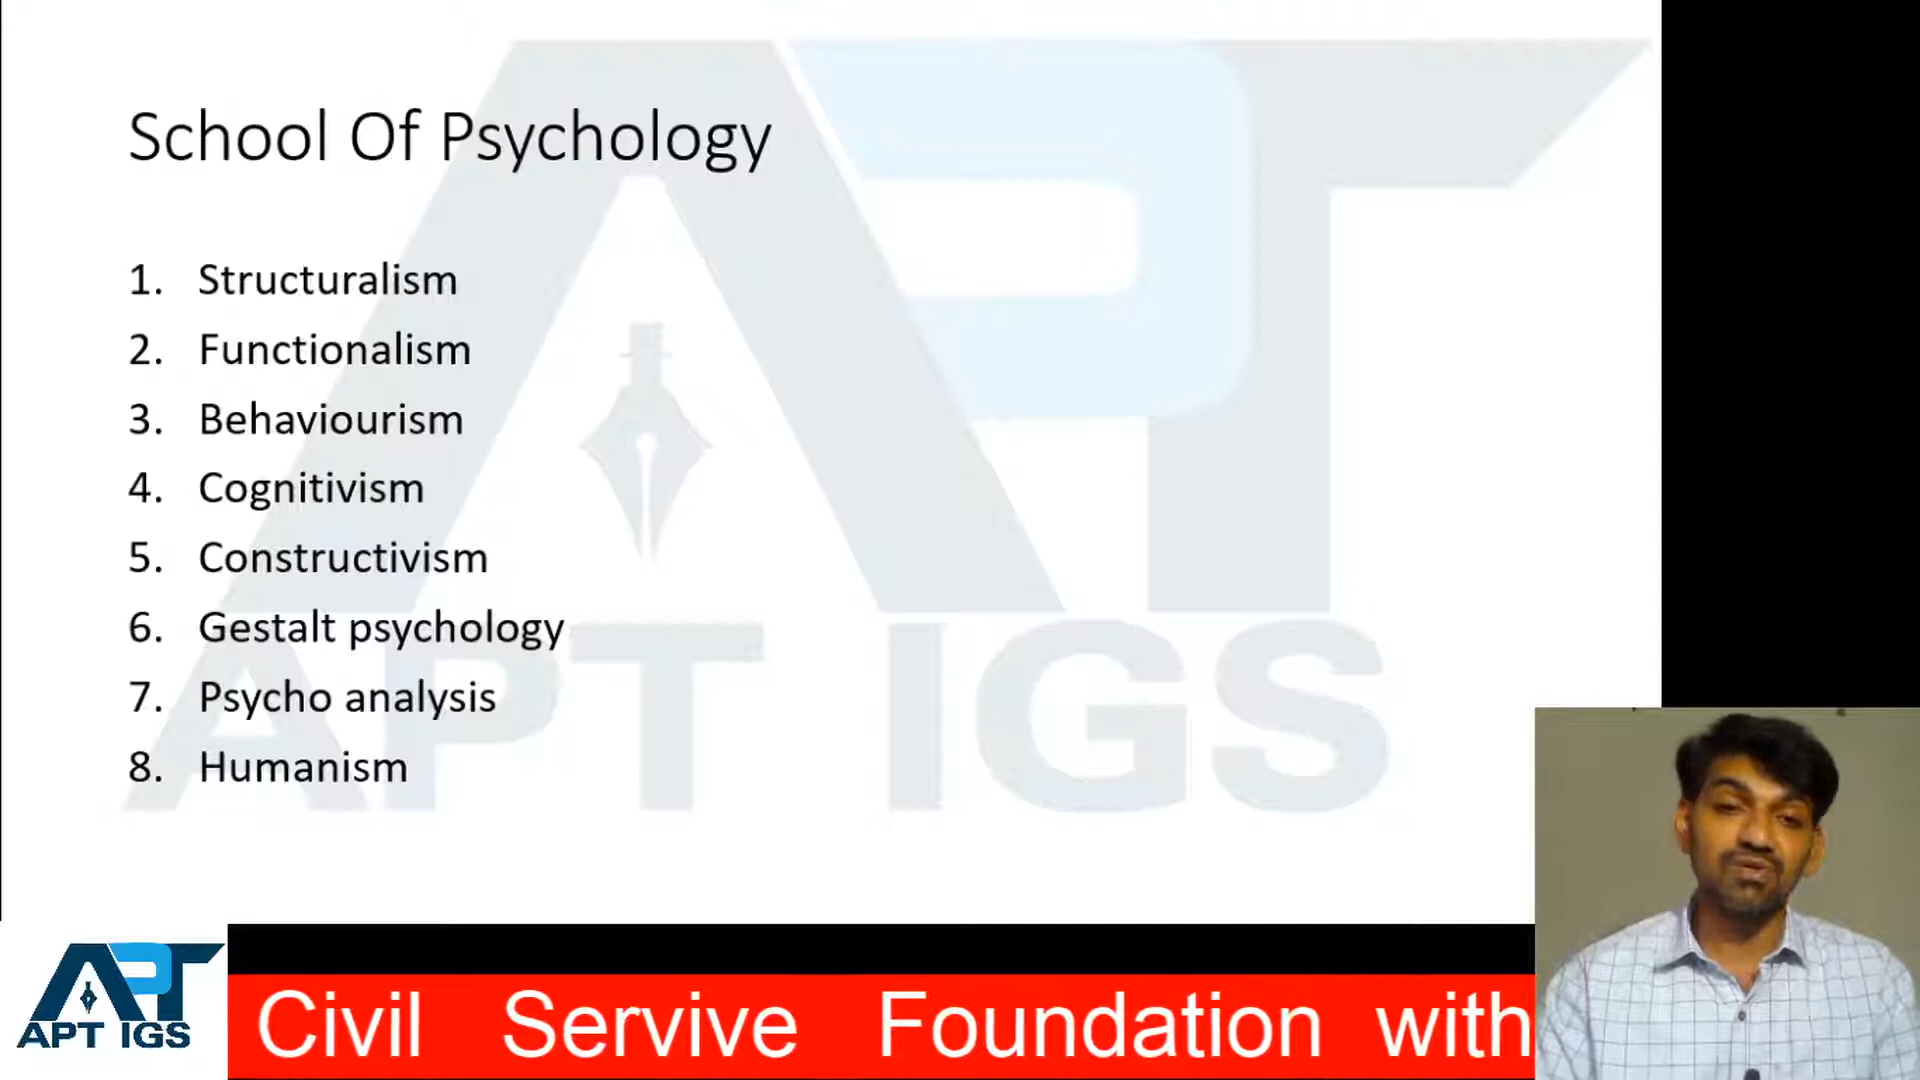 School Of Psychology
1. Structuralism
2. Functionalism
3. Behaviourism
4. Cognitivism
5. Constructivism
6. Gestalt psychology
7. Psycho analysis
8. Humanism
APT IGS
APT
APT IGS
Civil Servive Foundation with